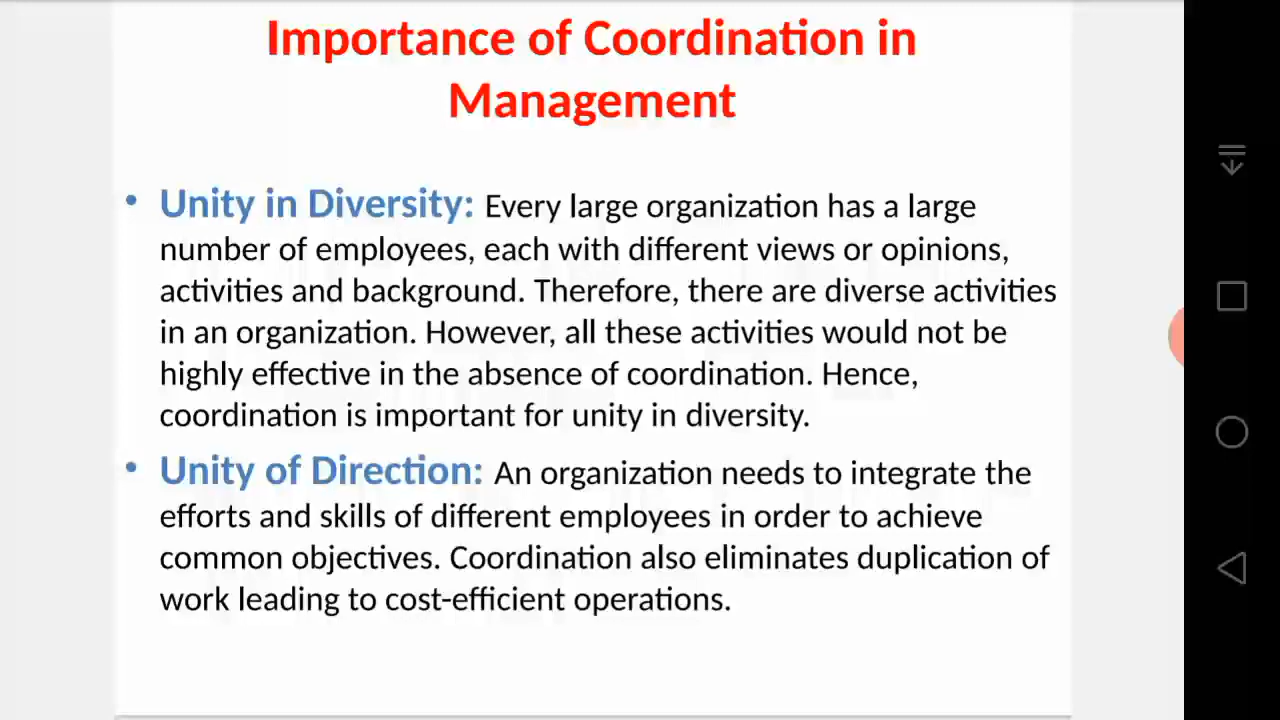 Importance of Coordination in
Management
• Unity in Diversity: Every large organization has a large
number of employees, each with different views or opinions,
activities and background. Therefore, there are diverse activities
in an organization. However, all these activities would not be
highly effective in the absence of coordination. Hence,
coordination is important for unity in diversity.
• Unity of Direction: An organization needs to integrate the
efforts and skills of different employees in order to achieve
common objectives. Coordination also eliminates duplication of
work leading to cost-efficient operations.